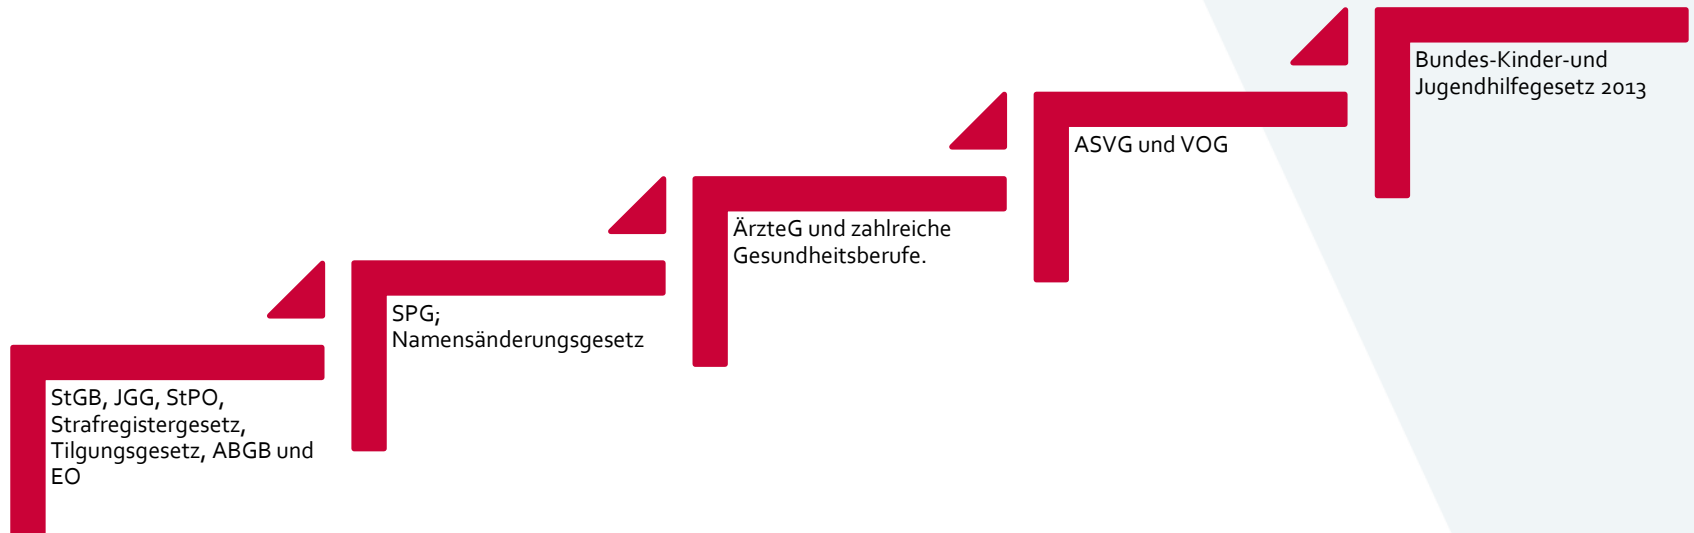 StGB, JGG, StPO,
Strafregistergesetz,
Tilgungsgesetz, ABGB und
EO
SPG;
Namensänderungsgesetz
ÄrzteG und zahlreiche
Gesundheitsberufe.
ASVG und VOG
Bundes-Kinder-und
Jugendhilfegesetz 2013